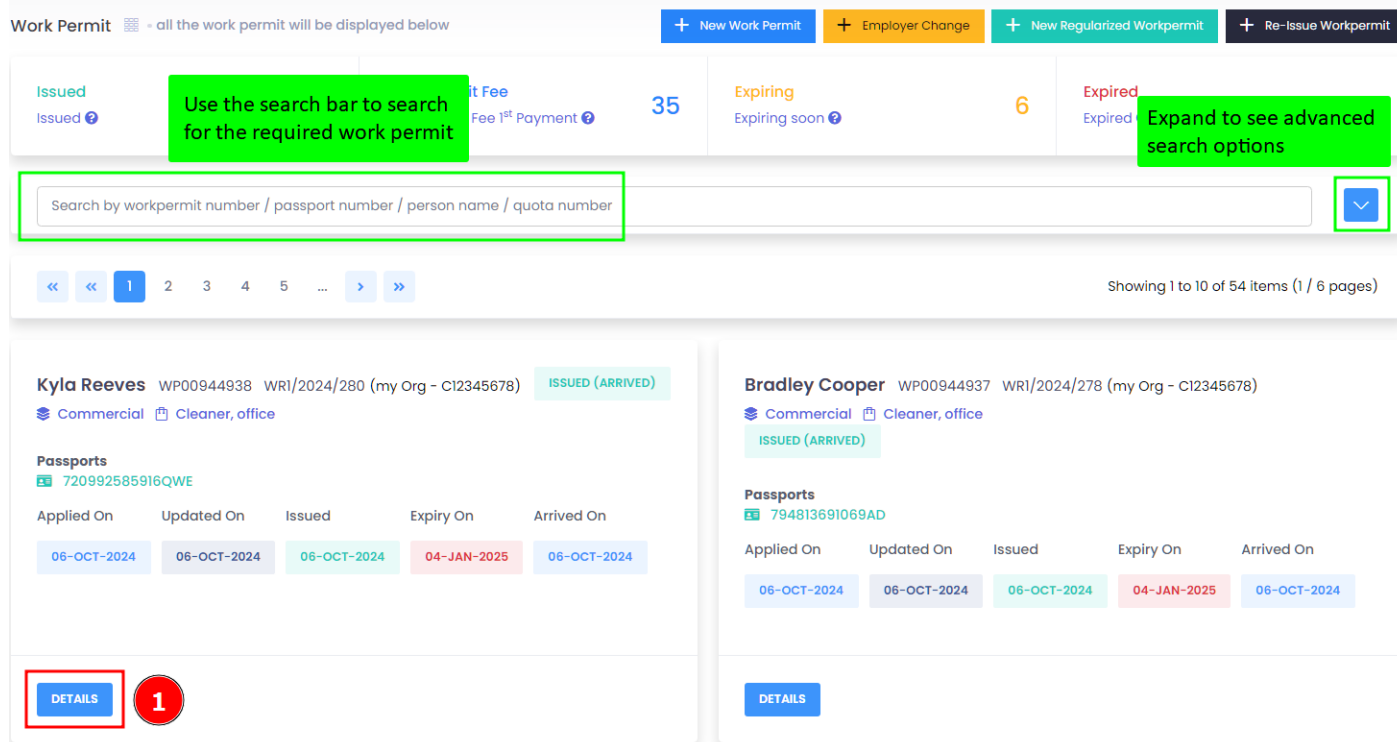 Work Permit - all the work permit will be displayed below
+ New Work Permit
+ Employer Change
+ New Regularized Workpermit
+ Re-Issue Workpermit
Issued
Issued ?
Use the search bar to search
for the required work permit
it Fee
Fee 1st Payment ?
35
Expiring
Expiring soon ?
6
Expired
Expired
Expand to see advanced
search options
Search by workpermit number / passport number / person name / quota number
« « 1 2 3 4 5 ... › »
Showing 1 to 10 of 54 items (1 / 6 pages)
Kyla Reeves WP00944938 WR1/2024/280 (my Org - C12345678) ISSUED (ARRIVED)
Commercial Cleaner, office
Passports
720992585916QWE
Applied On Updated On Issued Expiry On Arrived On
06-OCT-2024 06-OCT-2024 06-OCT-2024 04-JAN-2025 06-OCT-2024
DETAILS
1
Bradley Cooper WP00944937 WR1/2024/278 (my Org - C12345678)
Commercial Cleaner, office
ISSUED (ARRIVED)
Passports
794813691069AD
Applied On Updated On Issued Expiry On Arrived On
06-OCT-2024 06-OCT-2024 06-OCT-2024 04-JAN-2025 06-OCT-2024
DETAILS